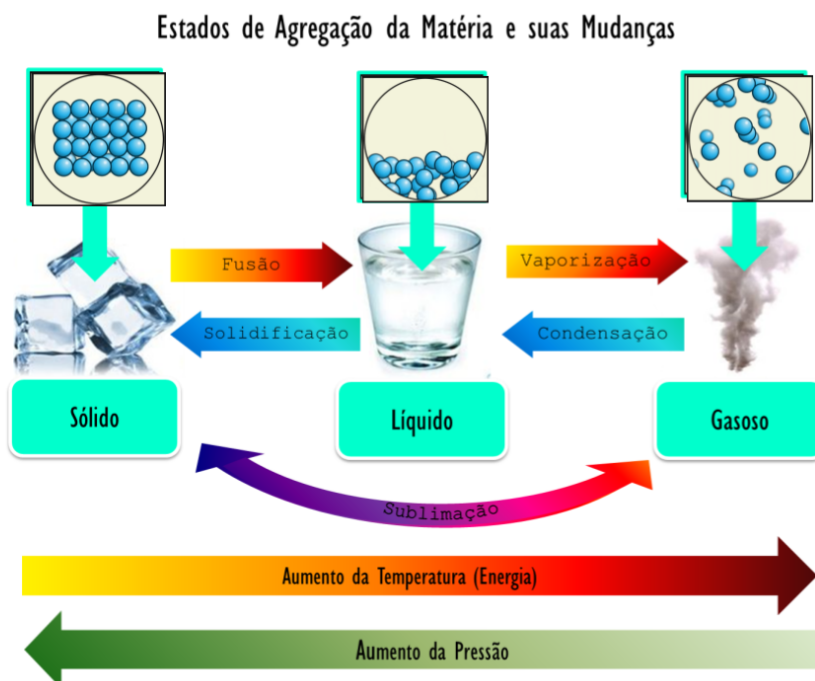 Estados de Agregação da Matéria e suas Mudanças
Fusão
Vaporização
Solidificação
Condensação
Sólido
Líquido
Gasoso
Sublimação
Aumento da Temperatura (Energia)
Aumento da Pressão